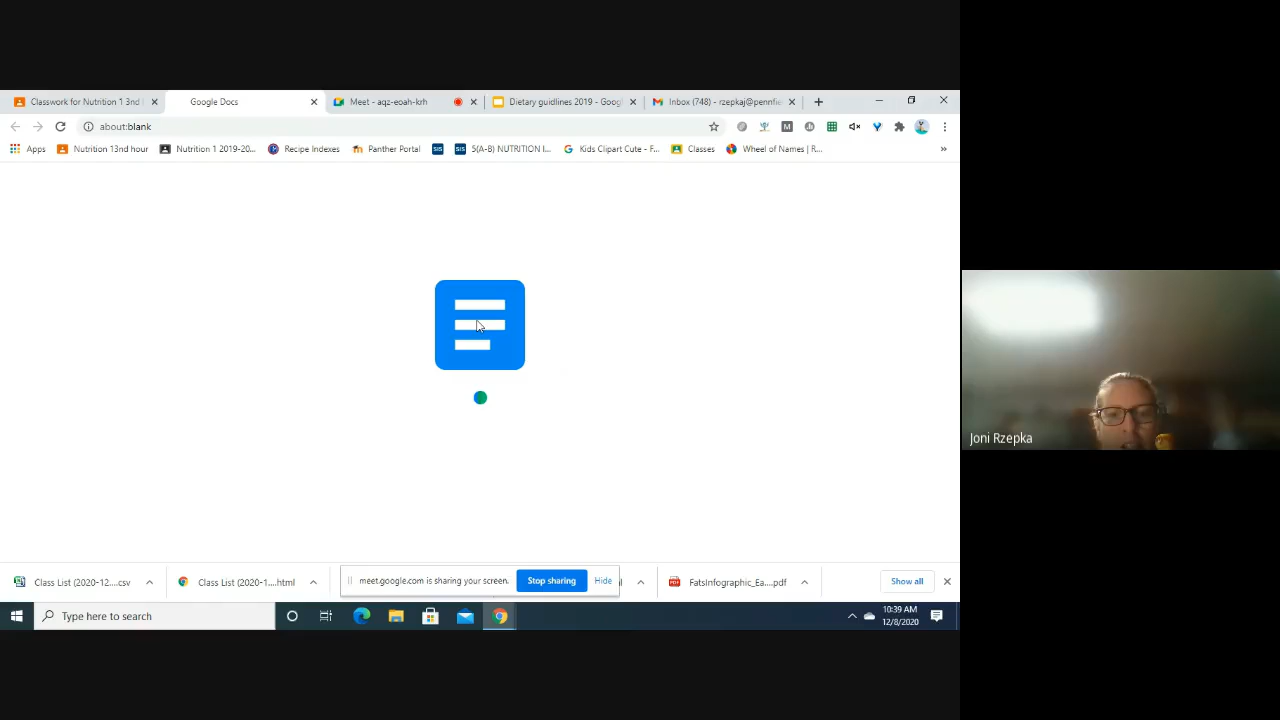 Classwork for Nutrition 1 3nd
Google Docs
Meet - aqz-eoah-krh
Dietary guidlines 2019 - Googl
Inbox (748) - rzepkaj@pennfie
about:blank
Apps
Nutrition 13nd hour
Nutrition 1 2019-20...
Recipe Indexes
Panther Portal
SIS
SIS
5(A-B) NUTRITION I...
Kids Clipart Cute - F...
Classes
Wheel of Names | R...
Joni Rzepka
Class List (2020-12....csv
Class List (2020-1....html
meet.google.com is sharing your screen.
Stop sharing
Hide
FatsInfographic_Ea....pdf
Show all
Type here to search
10:39 AM
12/8/2020